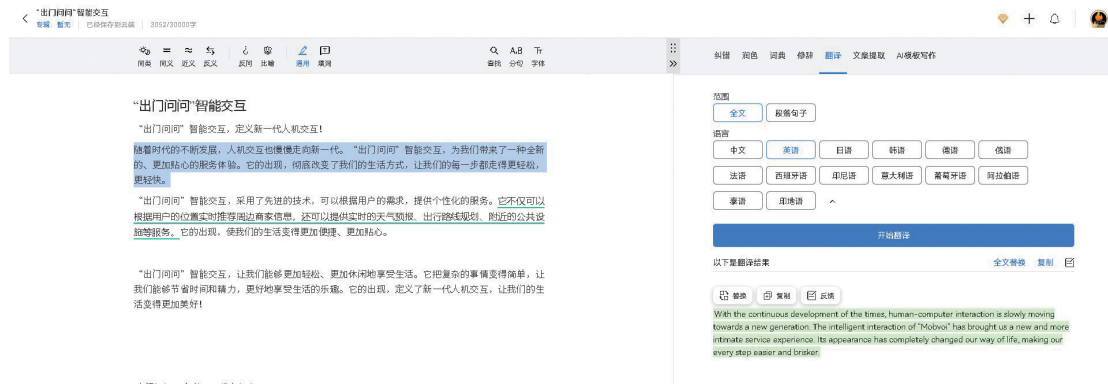 "出门问问"智能交互
专辑：暂无 已经保存到云端 3052/30000字
同类 同义 近义 反义 反问 比喻 通用 填词 查找 分句 字体
纠错 润色 词典 修辞 翻译 文章提取 AI模板写作
“出门问问”智能交互
“出门问问”智能交互，定义新一代人机交互！
随着时代的不断发展，人机交互也慢慢走向新一代。“出门问问”智能交互，为我们带来了一种全新
的、更加贴心的服务体验。它的出现，彻底改变了我们的生活方式，让我们的每一步都走得更轻松，
更轻快。
“出门问问”智能交互，采用了先进的技术，可以根据用户的需求，提供个性化的服务。它不仅可以
根据用户的位置实时推荐周边商家信息，还可以提供实时的天气预报、出行路线规划、附近的公共设
施等服务。它的出现，使我们的生活变得更加便捷、更加贴心。
“出门问问”智能交互，让我们能够更加轻松、更加休闲地享受生活。它把复杂的事情变得简单，让
我们能够节省时间和精力，更好地享受生活的乐趣。它的出现，定义了新一代人机交互，让我们的生
活变得更加美好！
范围
全文 段落句子
语言
中文 英语 日语 韩语 德语 俄语
法语 西班牙语 印尼语 意大利语 葡萄牙语 阿拉伯语
泰语 印地语
开始翻译
以下是翻译结果 全文替换 复制
替换 复制 反馈
With the continuous development of the times, human-computer interaction is slowly moving
towards a new generation. The intelligent interaction of "Mobvoi" has brought us a new and more
intimate service experience. Its appearance has completely changed our way of life, making our
every step easier and brisker.